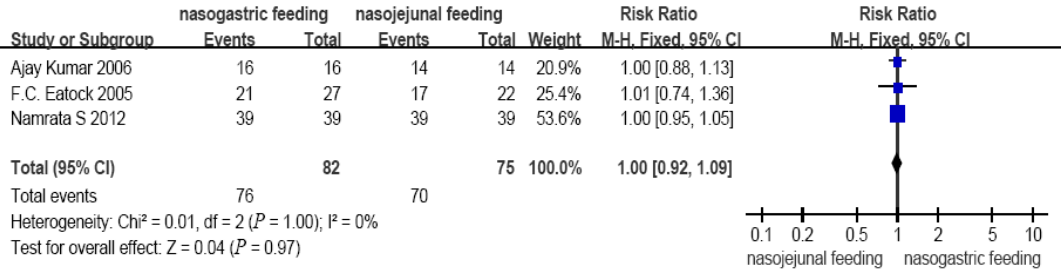 nasogastric feeding nasojejunal feeding Risk Ratio Risk Ratio
Study or Subgroup Events Total Events Total Weight M-H, Fixed, 95% CI M-H, Fixed, 95% CI
Ajay Kumar 2006 16 16 14 14 20.9% 1.00 [0.88, 1.13]
F.C. Eatock 2005 21 27 17 22 25.4% 1.01 [0.74, 1.36]
Namrata S 2012 39 39 39 39 53.6% 1.00 [0.95, 1.05]
Total (95% CI) 82 75 100.0% 1.00 [0.92, 1.09]
Total events 76 70
Heterogeneity: Chi² = 0.01, df = 2 (P = 1.00); I² = 0%
Test for overall effect: Z = 0.04 (P = 0.97)
0.1 0.2 0.5 1 2 5 10
nasojejunal feeding nasogastric feeding